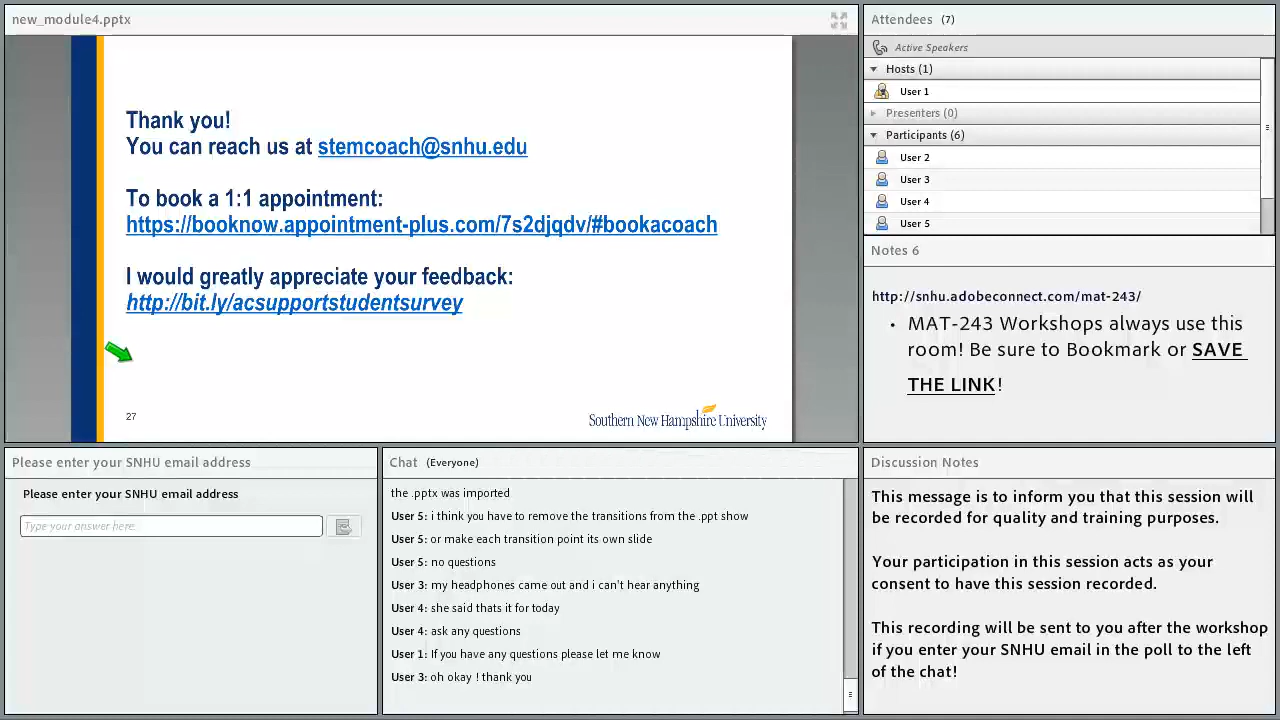 new_module4.pptx
Thank you!
You can reach us at stemcoach@snhu.edu
To book a 1:1 appointment:
https://booknow.appointment-plus.com/7s2djqdv/#bookacoach
I would greatly appreciate your feedback:
http://bit.ly/acsupportstudentsurvey
27
Southern New Hampshire University
Attendees (7)
Active Speakers
Hosts (1)
User 1
Presenters (0)
Participants (6)
User 2
User 3
User 4
User 5
Notes 6
http://snhu.adobeconnect.com/mat-243/
• MAT-243 Workshops always use this
room! Be sure to Bookmark or SAVE
THE LINK!
Please enter your SNHU email address
Please enter your SNHU email address
Type your answer here.
Chat (Everyone)
the .pptx was imported
User 5: i think you have to remove the transitions from the .ppt show
User 5: or make each transition point its own slide
User 5: no questions
User 3: my headphones came out and i can't hear anything
User 4: she said thats it for today
User 4: ask any questions
User 1: If you have any questions please let me know
User 3: oh okay ! thank you
Discussion Notes
This message is to inform you that this session will
be recorded for quality and training purposes.
Your participation in this session acts as your
consent to have this session recorded.
This recording will be sent to you after the workshop
if you enter your SNHU email in the poll to the left
of the chat!